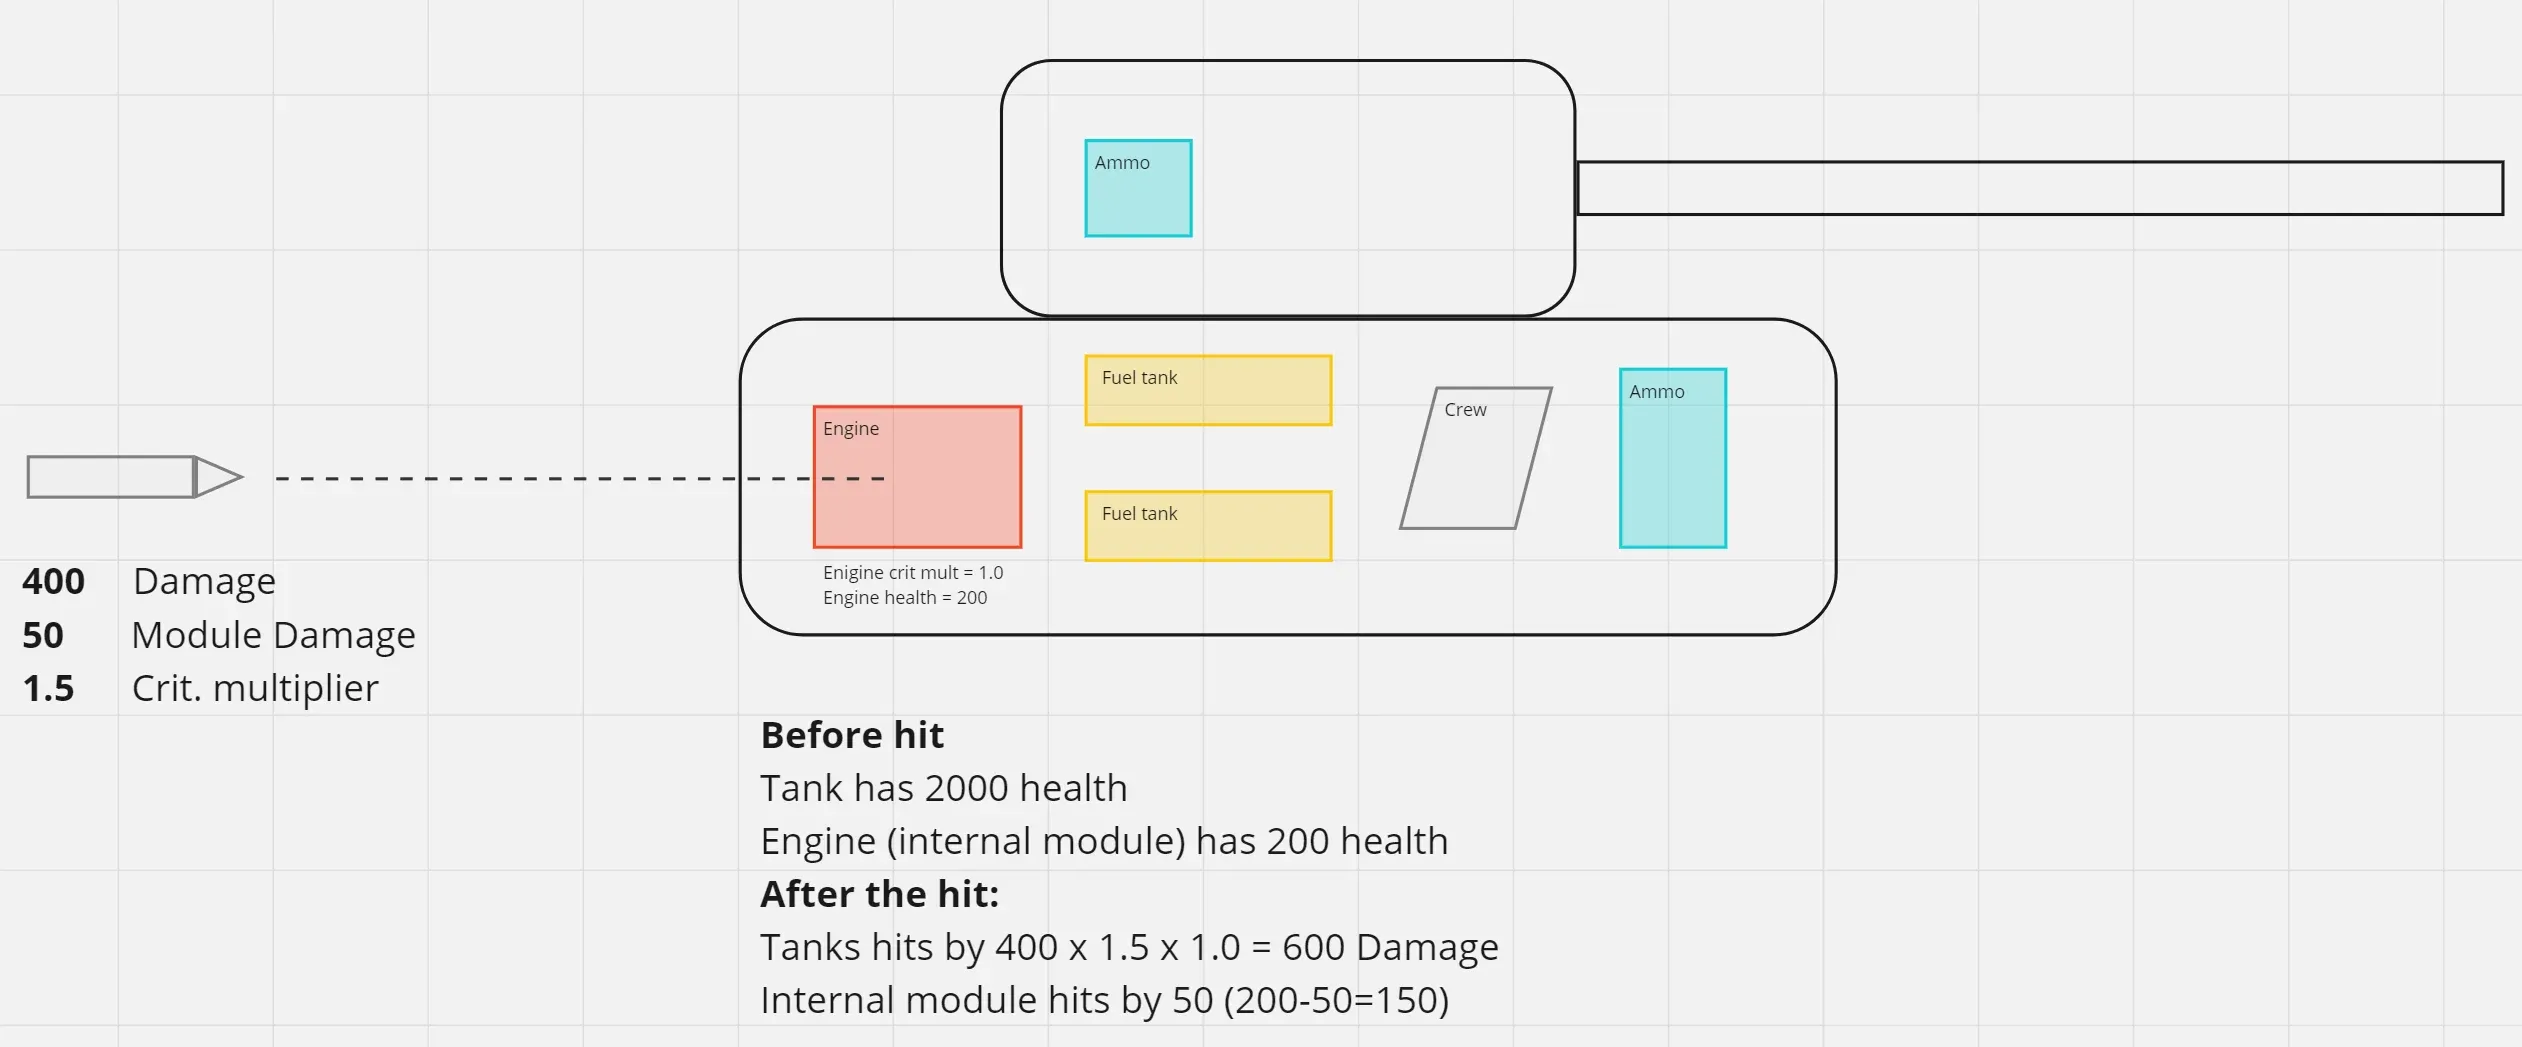 Ammo
Fuel tank
Ammo
Crew
Engine
Fuel tank
Enigine crit mult = 1.0
Engine health = 200
400 Damage
50 Module Damage
1.5 Crit. multiplier
Before hit
Tank has 2000 health
Engine (internal module) has 200 health
After the hit:
Tanks hits by 400 x 1.5 x 1.0 = 600 Damage
Internal module hits by 50 (200-50=150)